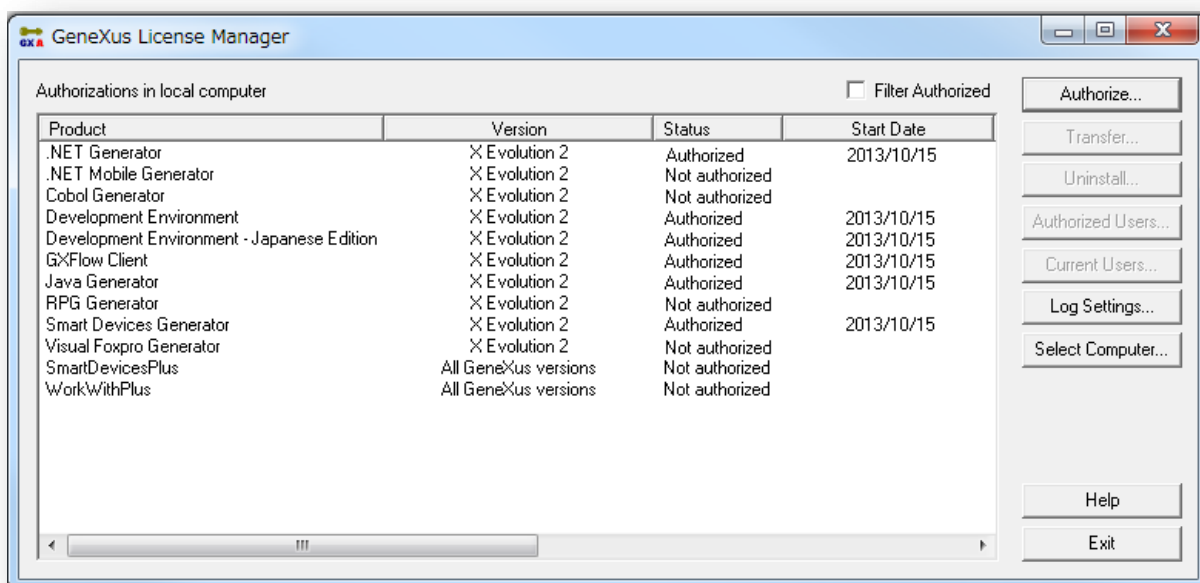 GeneXus License Manager
Authorizations in local computer Filter Authorized Authorize...
Product Version Status Start Date Transfer...
.NET Generator X Evolution 2 Authorized 2013/10/15
.NET Mobile Generator X Evolution 2 Not authorized Uninstall...
Cobol Generator X Evolution 2 Not authorized
Development Environment X Evolution 2 Authorized 2013/10/15 Authorized Users...
Development Environment - Japanese Edition X Evolution 2 Authorized 2013/10/15
GXFlow Client X Evolution 2 Authorized 2013/10/15 Current Users...
Java Generator X Evolution 2 Authorized 2013/10/15
RPG Generator X Evolution 2 Not authorized Log Settings...
Smart Devices Generator X Evolution 2 Authorized 2013/10/15
Visual Foxpro Generator X Evolution 2 Not authorized Select Computer...
SmartDevicesPlus All GeneXus versions Not authorized
WorkWithPlus All GeneXus versions Not authorized
Help
Exit